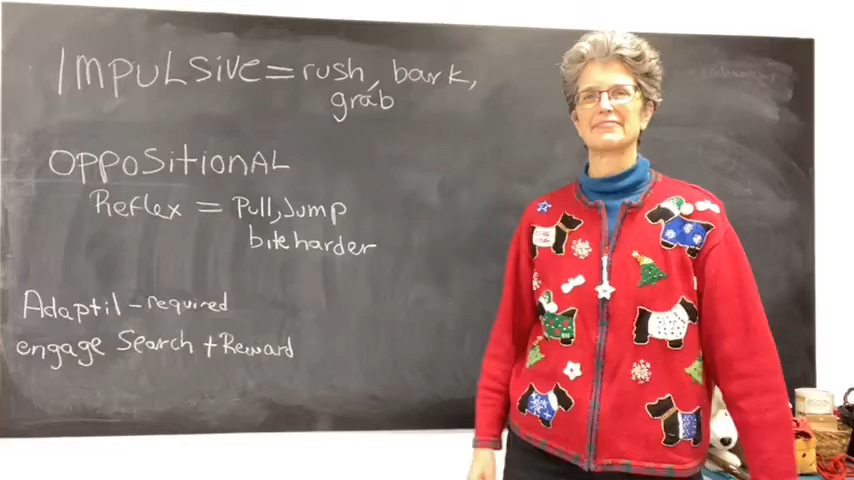 IMPULSIVE = rush, bark,
grab
OPPOSITIONAL
Reflex = Pull, Jump
bite harder
Adaptil - required
engage Search + Reward